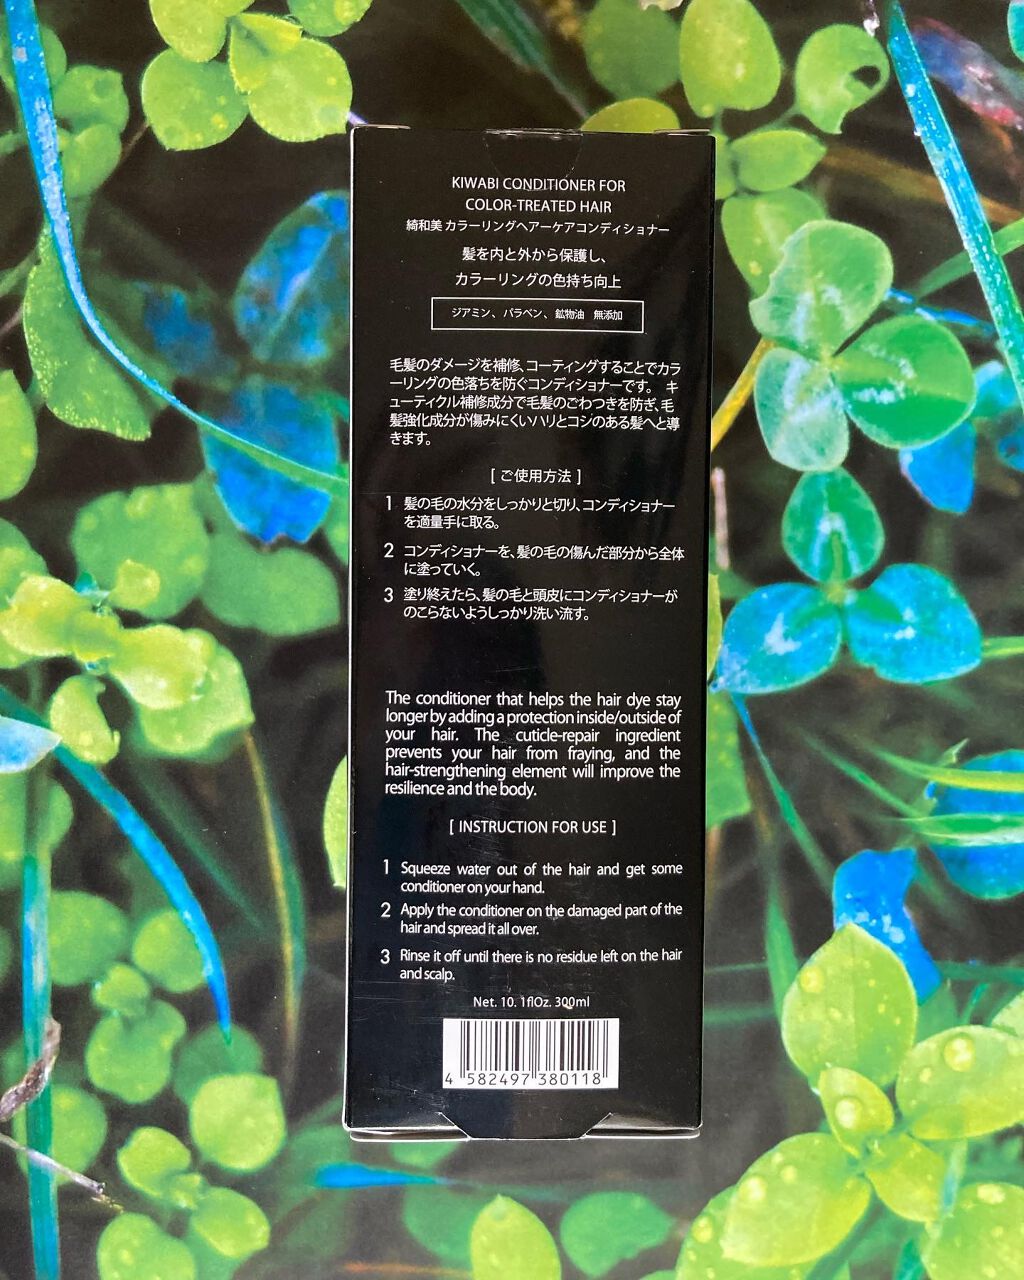 KIWABI CONDITIONER FOR
COLOR-TREATED HAIR
綺和美 カラーリングヘアーケアコンディショナー
髪を内と外から保護し、
カラーリングの色持ち向上
ジアミン、パラベン、鉱物油 無添加
毛髪のダメージを補修、コーティングすることでカラ
ーリングの色落ちを防ぐコンディショナーです。 キ
ューティクル補修成分で毛髪のごわつきを防ぎ、毛
髪強化成分が傷みにくいハリとコシのある髪へと導
きます。
[ ご使用方法 ]
1 髪の毛の水分をしっかりと切り、コンディショナー
を適量手に取る。
2 コンディショナーを、髪の毛の傷んだ部分から全体
に塗っていく。
3 塗り終えたら、髪の毛と頭皮にコンディショナーが
のこらないようしっかり洗い流す。
The conditioner that helps the hair dye stay
longer by adding a protection inside/outside of
your hair. The cuticle-repair ingredient
prevents your hair from fraying, and the
hair-strengthening element will improve the
resilience and the body.
[ INSTRUCTION FOR USE ]
1 Squeeze water out of the hair and get some
conditioner on your hand.
2 Apply the conditioner on the damaged part of the
hair and spread it all over.
3 Rinse it off until there is no residue left on the hair
and scalp.
Net. 10. 1flOz. 300ml
4 582497 380118